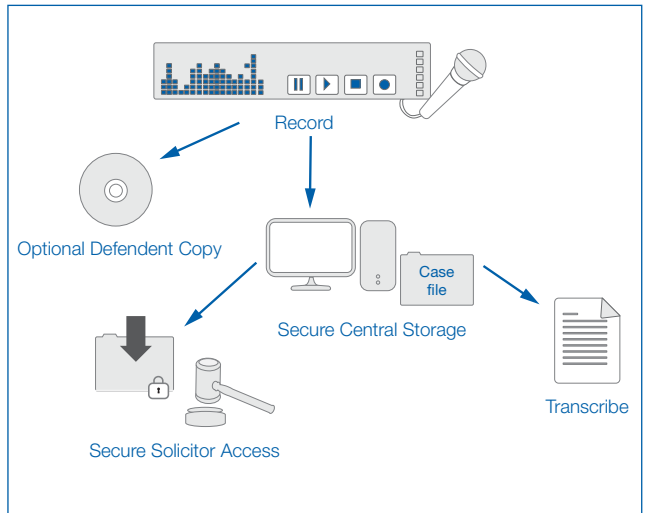 Record
Optional Defendent Copy
Case
file
Secure Central Storage
Transcribe
Secure Solicitor Access